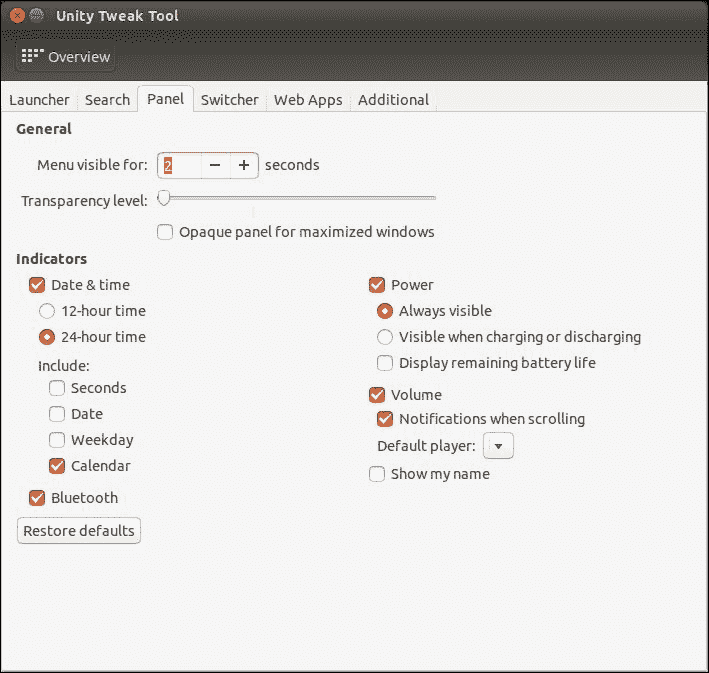 Unity Tweak Tool
Overview
Launcher Search Panel Switcher Web Apps Additional
General
Menu visible for: 2 − + seconds
Transparency level:
Opaque panel for maximized windows
Indicators
Date & time
12-hour time
24-hour time
Include:
Seconds
Date
Weekday
Calendar
Bluetooth
Power
Always visible
Visible when charging or discharging
Display remaining battery life
Volume
Notifications when scrolling
Default player:
Show my name
Restore defaults